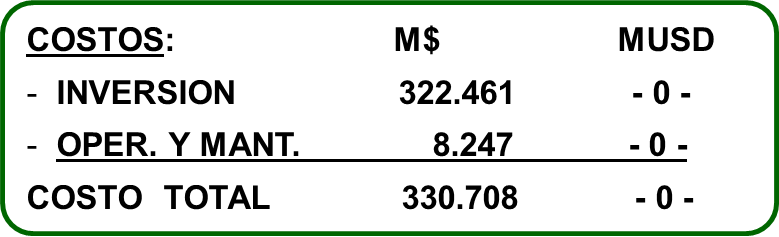 COSTOS: M$ MUSD
- INVERSION 322.461 - 0 -
- OPER. Y MANT. 8.247 - 0 -
COSTO TOTAL 330.708 - 0 -